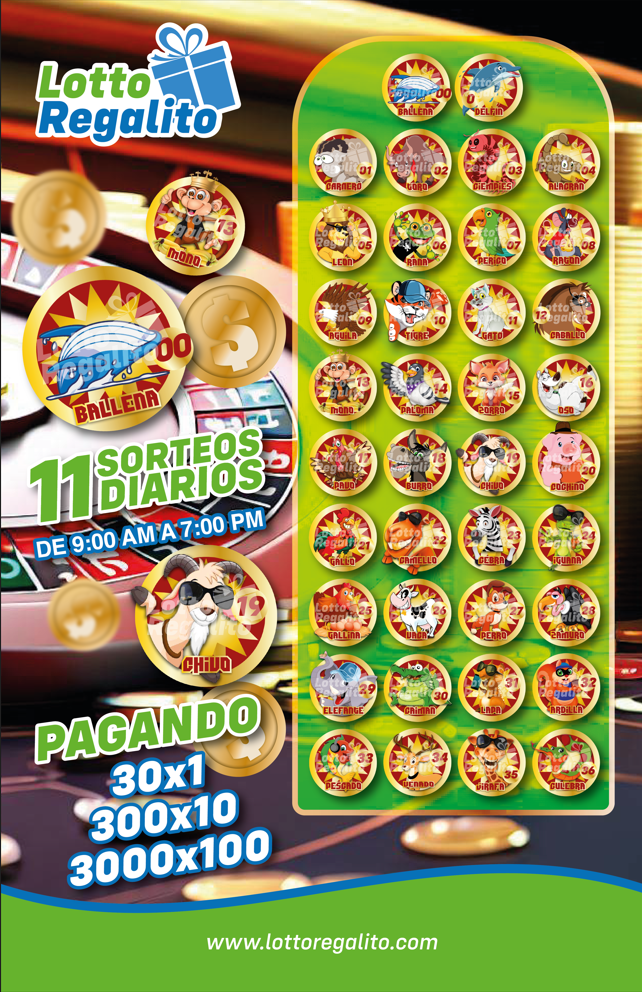 Lotto
Regalito
MONO 13
BALLENA 00
11 SORTEOS
DIARIOS
DE 9:00 AM A 7:00 PM
CHIVO 19
PAGANDO
30x1
300x10
3000x100
BALLENA 00 DELFIN 0
CARNERO 01 TORO 02 CIEMPIES 03 ALACRAN 04
LEON 05 RANA 06 PERICO 07 RATON 08
AGUILA 09 TIGRE 10 GATO 11 CABALLO 12
MONO 13 PALOMA 14 ZORRO 15 OSO 16
PAVO 17 BURRO 18 CHIVO 19 COCHINO 20
GALLO 21 CAMELLO 22 CEBRA 23 IGUANA 24
GALLINA 25 VACA 26 PERRO 27 ZAMURO 28
ELEFANTE 29 CAIMAN 30 LAPA 31 ARDILLA 32
PESCADO 33 VENADO 34 JIRAFA 35 CULEBRA 36
www.lottoregalito.com